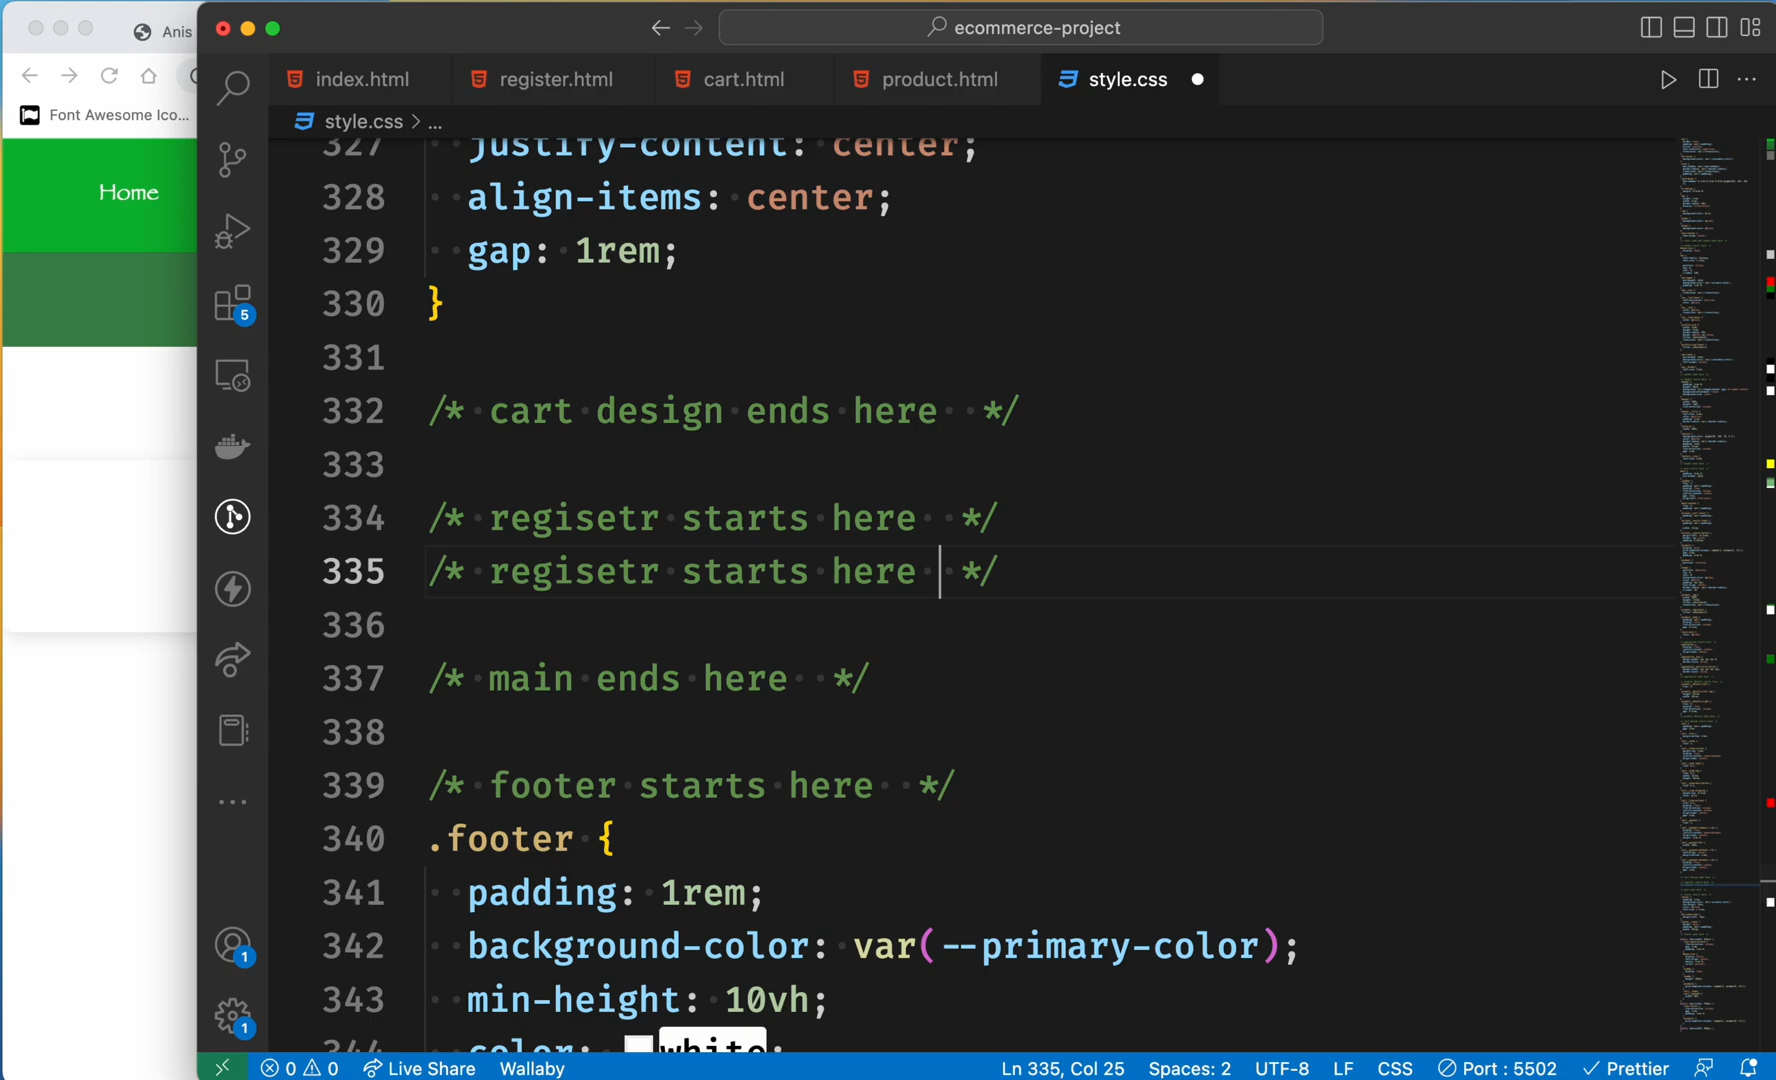 Anis
ecommerce-project
index.html
register.html
cart.html
product.html
style.css
Font Awesome Ico...
style.css > ...
Home
327 justify-content: center;
328 align-items: center;
329 gap: 1rem;
330 }
331
332 /* cart design ends here */
333
334 /* regisetr starts here */
335 /* regisetr starts here */
336
337 /* main ends here */
338
339 /* footer starts here */
340 .footer {
341 padding: 1rem;
342 background-color: var(--primary-color);
343 min-height: 10vh;
344 color: white;
5
1
1
0 0 Live Share Wallaby Ln 335, Col 25 Spaces: 2 UTF-8 LF CSS Port : 5502 Prettier